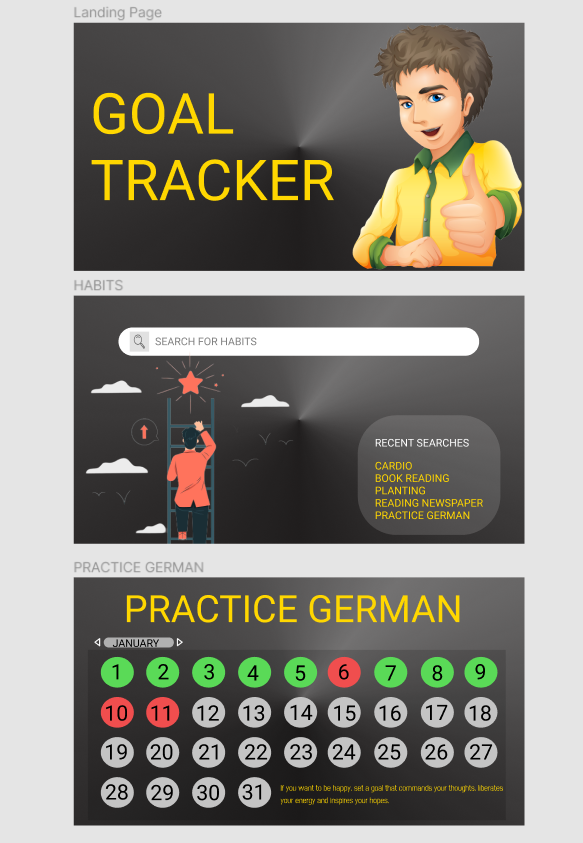 Landing Page
GOAL
TRACKER
HABITS
SEARCH FOR HABITS
RECENT SEARCHES
CARDIO
BOOK READING
PLANTING
READING NEWSPAPER
PRACTICE GERMAN
PRACTICE GERMAN
PRACTICE GERMAN
JANUARY
1 2 3 4 5 6 7 8 9
10 11 12 13 14 15 16 17 18
19 20 21 22 23 24 25 26 27
28 29 30 31
If you want to be happy, set a goal that commands your thoughts, liberates
your energy and inspires your hopes.